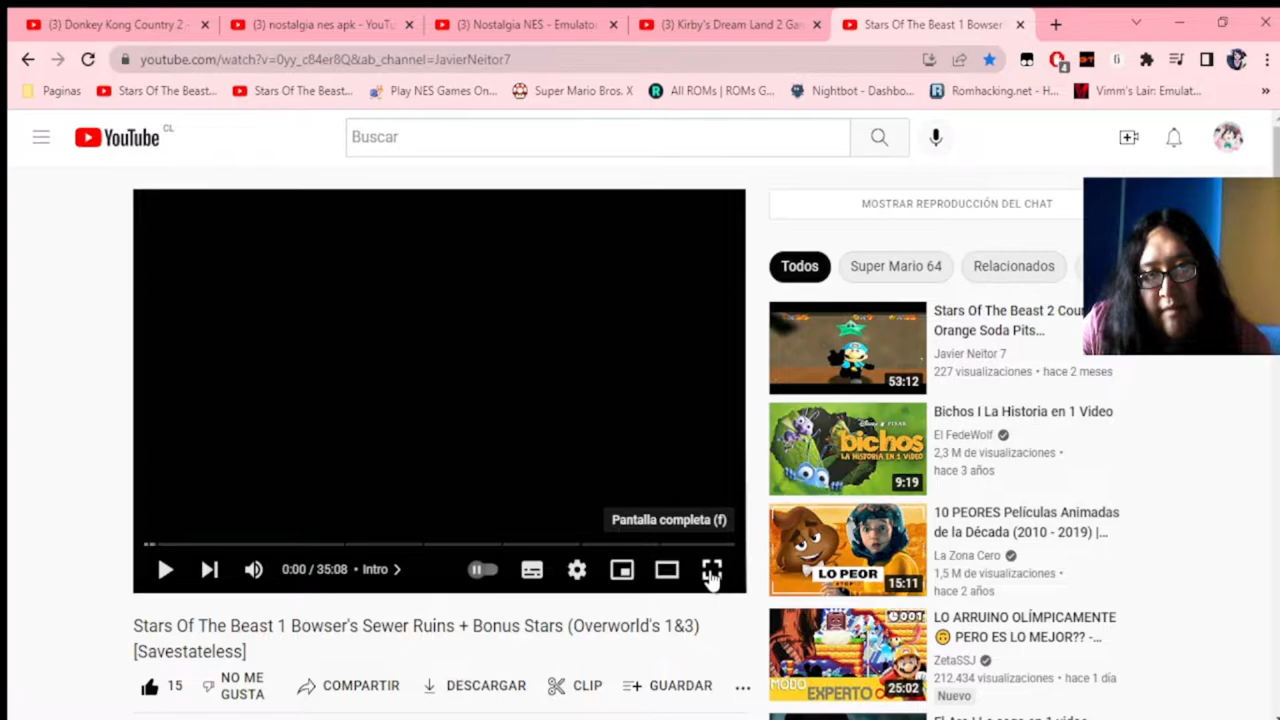 (3) Donkey Kong Country 2 -
(3) nostalgia nes apk - YouTu
(3) Nostalgia NES - Emulato
(3) Kirby's Dream Land 2 Ga
Stars Of The Beast 1 Bowser
youtube.com/watch?v=0yy_c84er8Q&ab_channel=JavierNeitor7
4
Paginas
Stars Of The Beast...
Stars Of The Beast...
Play NES Games On...
Super Mario Bros. X
All ROMs | ROMs G...
Nightbot - Dashbo...
Romhacking.net - H...
Vimm's Lair: Emulat...
»
YouTube CL
Buscar
MOSTRAR REPRODUCCIÓN DEL CHAT
Todos
Super Mario 64
Relacionados
Stars Of The Beast 2 Cou
Orange Soda Pits...
Javier Neitor 7
227 visualizaciones • hace 2 meses
53:12
Bichos I La Historia en 1 Video
El FedeWolf
2,3 M de visualizaciones •
hace 3 años
bichos
LA HISTORIA EN 1 VIDEO
9:19
10 PEORES Películas Animadas
de la Década (2010 - 2019) |...
La Zona Cero
1,5 M de visualizaciones •
hace 2 años
LO PEOR
15:11
LO ARRUINO OLÍMPICAMENTE
🙃 PERO ES LO MEJOR?? -...
ZetaSSJ
212.434 visualizaciones • hace 1 día
Nuevo
MODO
EXPERTO
25:02
Pantalla completa (f)
0:00 / 35:08 • Intro
Stars Of The Beast 1 Bowser's Sewer Ruins + Bonus Stars (Overworld's 1&3)
[Savestateless]
15
NO ME
GUSTA
COMPARTIR
DESCARGAR
CLIP
GUARDAR